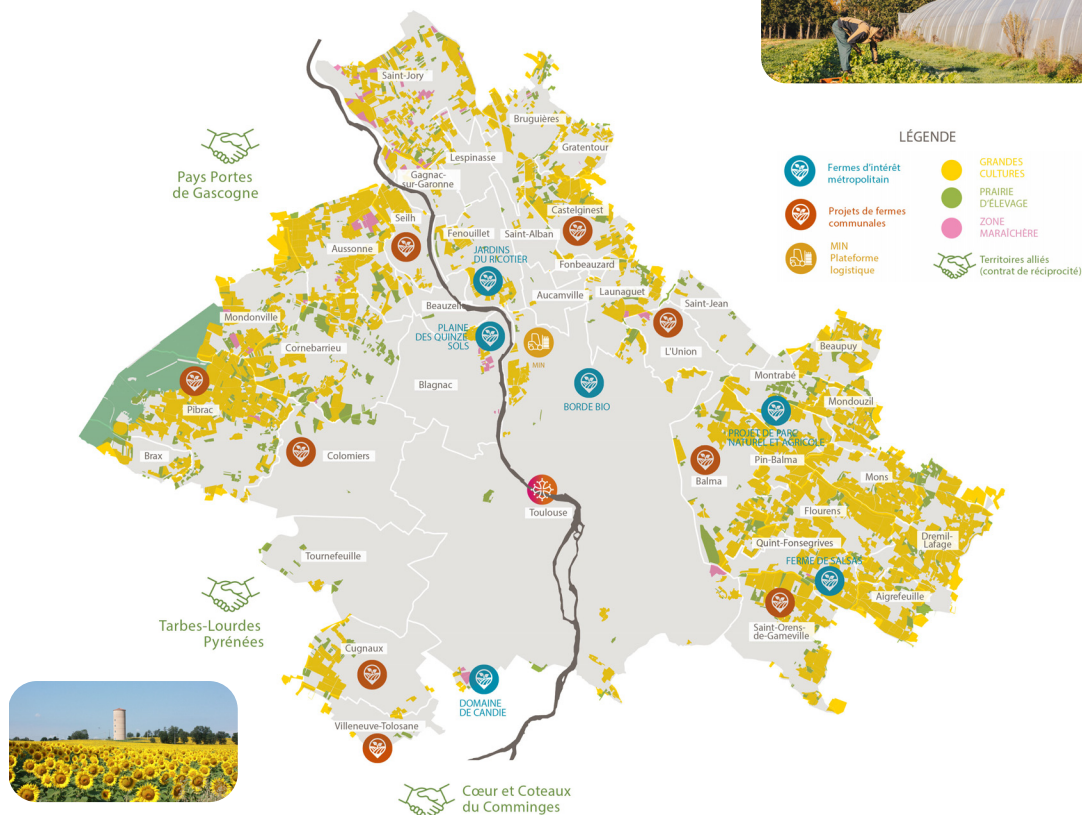 Saint-Jory
Bruguières
Pays Portes
de Gascogne
Lespinasse
Gratentour
Gagnac-
sur-Garonne
LÉGENDE
Fermes d'intérêt
métropolitain
GRANDES
CULTURES
Projets de fermes
communales
PRAIRIE
D'ÉLEVAGE
MIN
Plateforme
logistique
ZONE
MARAÎCHÈRE
Territoires alliés
(contrat de réciprocité)
Castelginest
Seilh
Fenouillet
Saint-Alban
Aussonne
JARDINS
DU RICOTIER
Fonbeauzard
Aucamville
Launaguet
Saint-Jean
Beauzell
Mondonville
PLAINE
DES QUINZE
SOLS
Cornebarrieu
L'Union
Beaupuy
MIN
Montrabé
Blagnac
BORDE BIO
Mondouzil
Pibrac
PROJET DE PARC
NATUREL ET AGRICOLE
Brax
Colomiers
Pin-Balma
Balma
Mons
Toulouse
Flourens
Dremil-
Lafage
Quint-Fonsegrives
Tournefeuille
FERME DE SALSAS
Aigrefeuille
Tarbes-Lourdes
Pyrénées
Saint-Orens-
de-Gameville
Cugnaux
DOMAINE
DE CANDIE
Villeneuve-Tolosane
Cœur et Coteaux
du Comminges